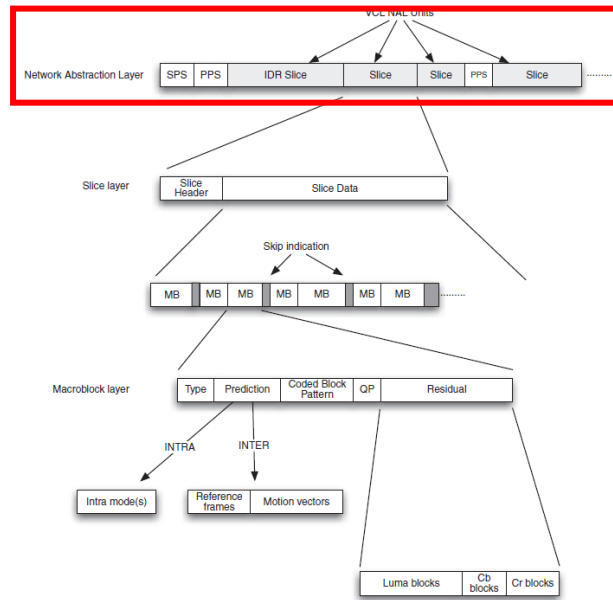 VCL NAL Units
Network Abstraction Layer
SPS PPS IDR Slice Slice Slice PPS Slice
Slice layer
Slice
Header
Slice Data
Skip indication
MB MB MB MB MB MB MB
Macroblock layer
Type Prediction
Coded Block
Pattern
QP Residual
INTRA
INTER
Intra mode(s)
Reference
frames
Motion vectors
Luma blocks
Cb
blocks
Cr blocks